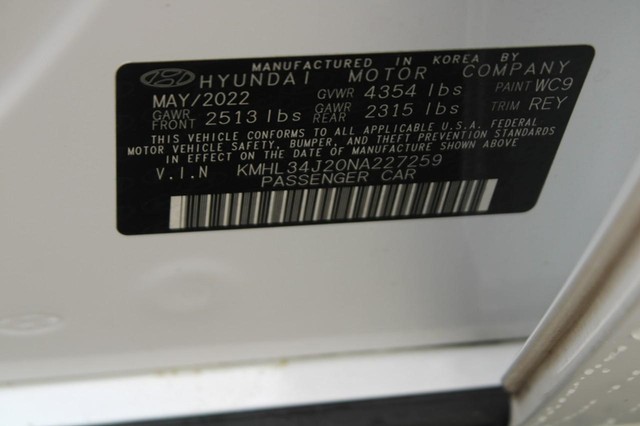 MANUFACTURED IN KOREA BY
HYUNDAI MOTOR COMPANY
MAY/2022 GVWR 4354 lbs PAINT WC9
GAWR FRONT 2513 lbs GAWR REAR 2315 lbs TRIM REY
THIS VEHICLE CONFORMS TO ALL APPLICABLE U.S.A. FEDERAL
MOTOR VEHICLE SAFETY, BUMPER, AND THEFT PREVENTION STANDARDS
IN EFFECT ON THE DATE OF MANUFACTURE SHOWN ABOVE
V.I.N KMHL34J20NA227259
PASSENGER CAR